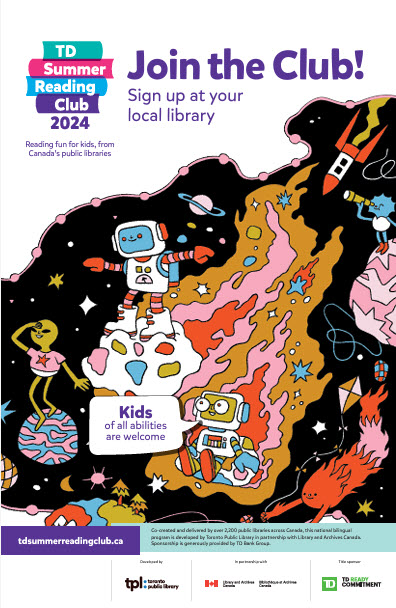 TD
Summer
Reading
Club
2024
Reading fun for kids, from
Canada's public libraries
Join the Club!
Sign up at your
local library
Kids
of all abilities
are welcome
tdsummerreadingclub.ca
Co-created and delivered by over 2,200 public libraries across Canada, this national bilingual
program is developed by Toronto Public Library in partnership with Library and Archives Canada.
Sponsorship is generously provided by TD Bank Group.
Developed by
In partnership with
Title sponsor
tpl: toronto
public library
Library and Archives
Canada
Bibliothèque et Archives
Canada
TD
TD READY
COMMITMENT